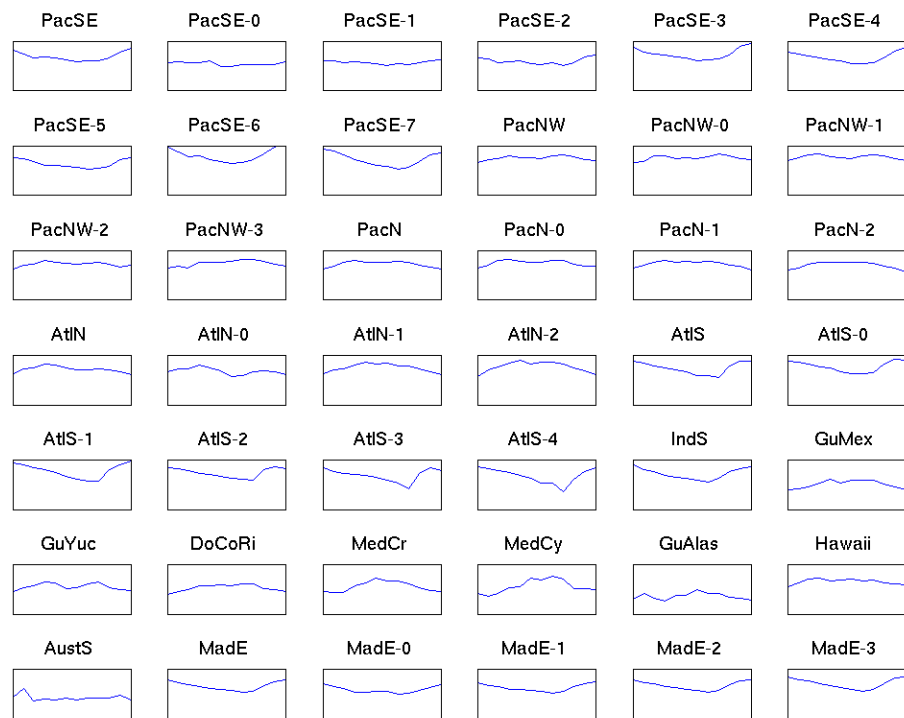 PacSE PacSE-0 PacSE-1 PacSE-2 PacSE-3 PacSE-4
PacSE-5 PacSE-6 PacSE-7 PacNW PacNW-0 PacNW-1
PacNW-2 PacNW-3 PacN PacN-0 PacN-1 PacN-2
AtlN AtlN-0 AtlN-1 AtlN-2 AtlS AtlS-0
AtlS-1 AtlS-2 AtlS-3 AtlS-4 IndS GuMex
GuYuc DoCoRi MedCr MedCy GuAlas Hawaii
AustS MadE MadE-0 MadE-1 MadE-2 MadE-3